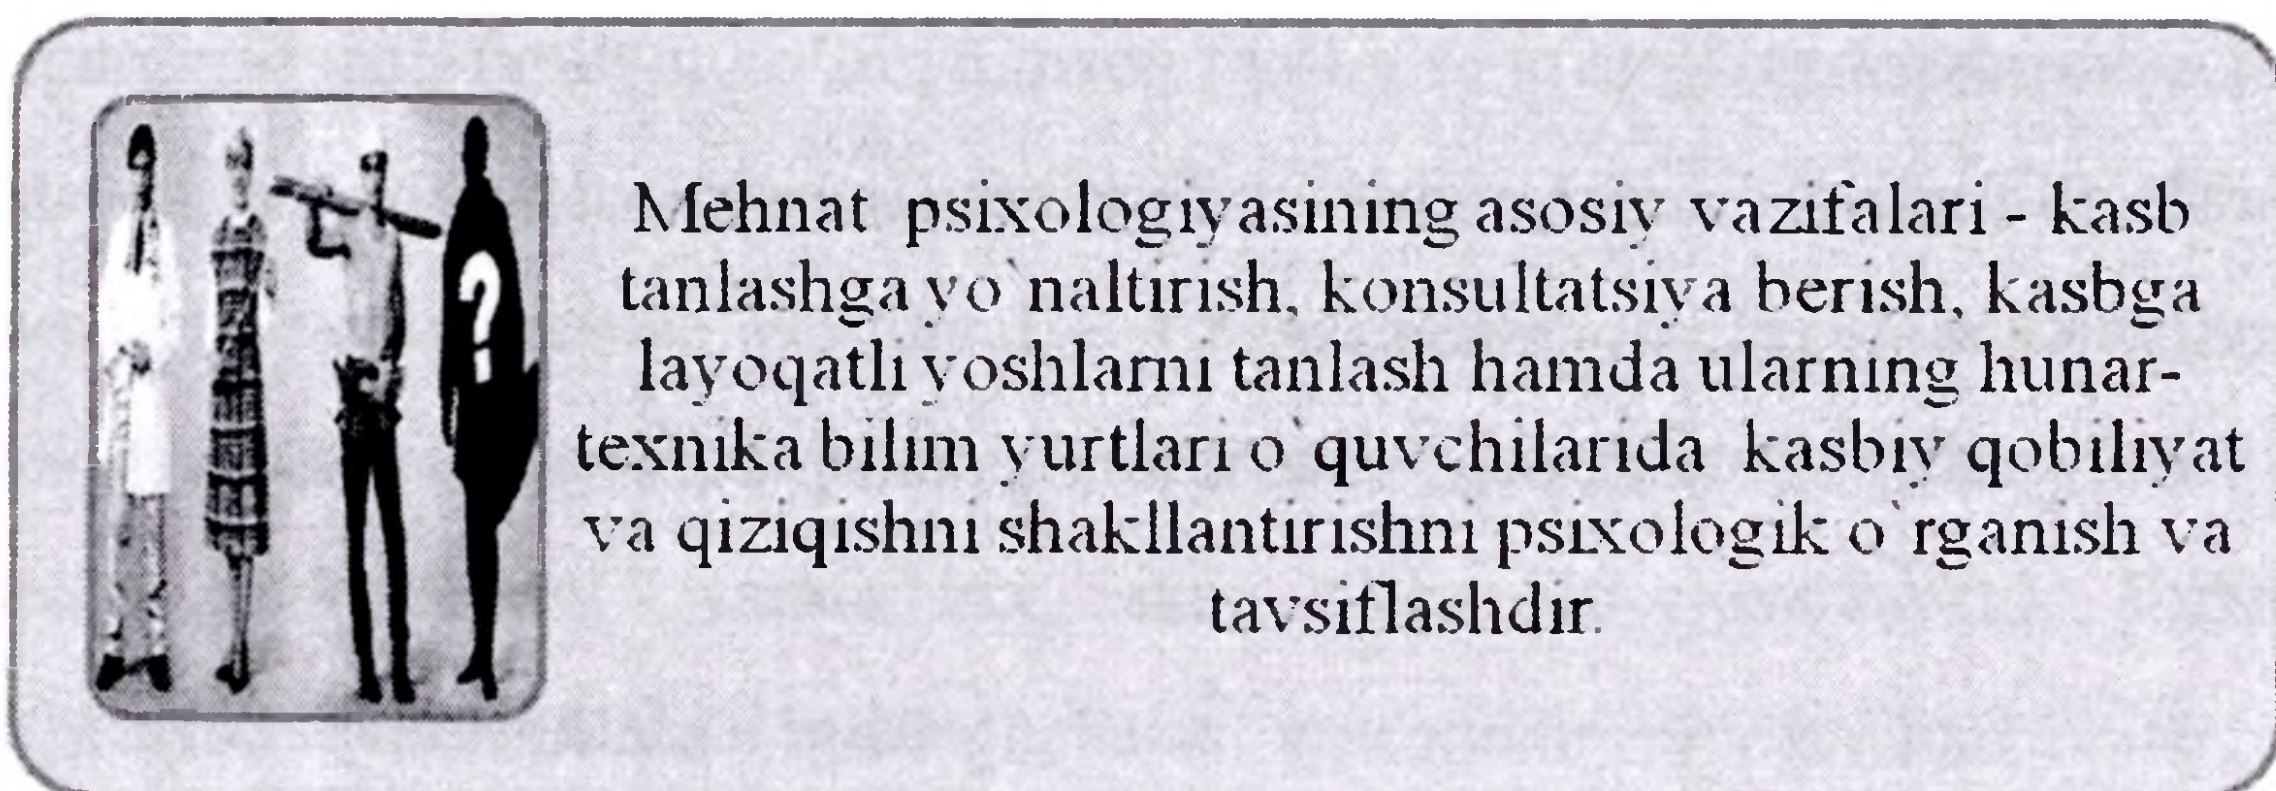 Mehnat psixologiyasining asosiy vazifalari - kasb
tanlashga yo`naltirish, konsultatsiya berish, kasbga
layoqatli yoshlarni tanlash hamda ularning hunar-
texnika bilim yurtlari o`quvchilarida kasbiy qobiliyat
va qiziqishni shakllantirishni psixologik o`rganish va
tavsiflashdir.
?